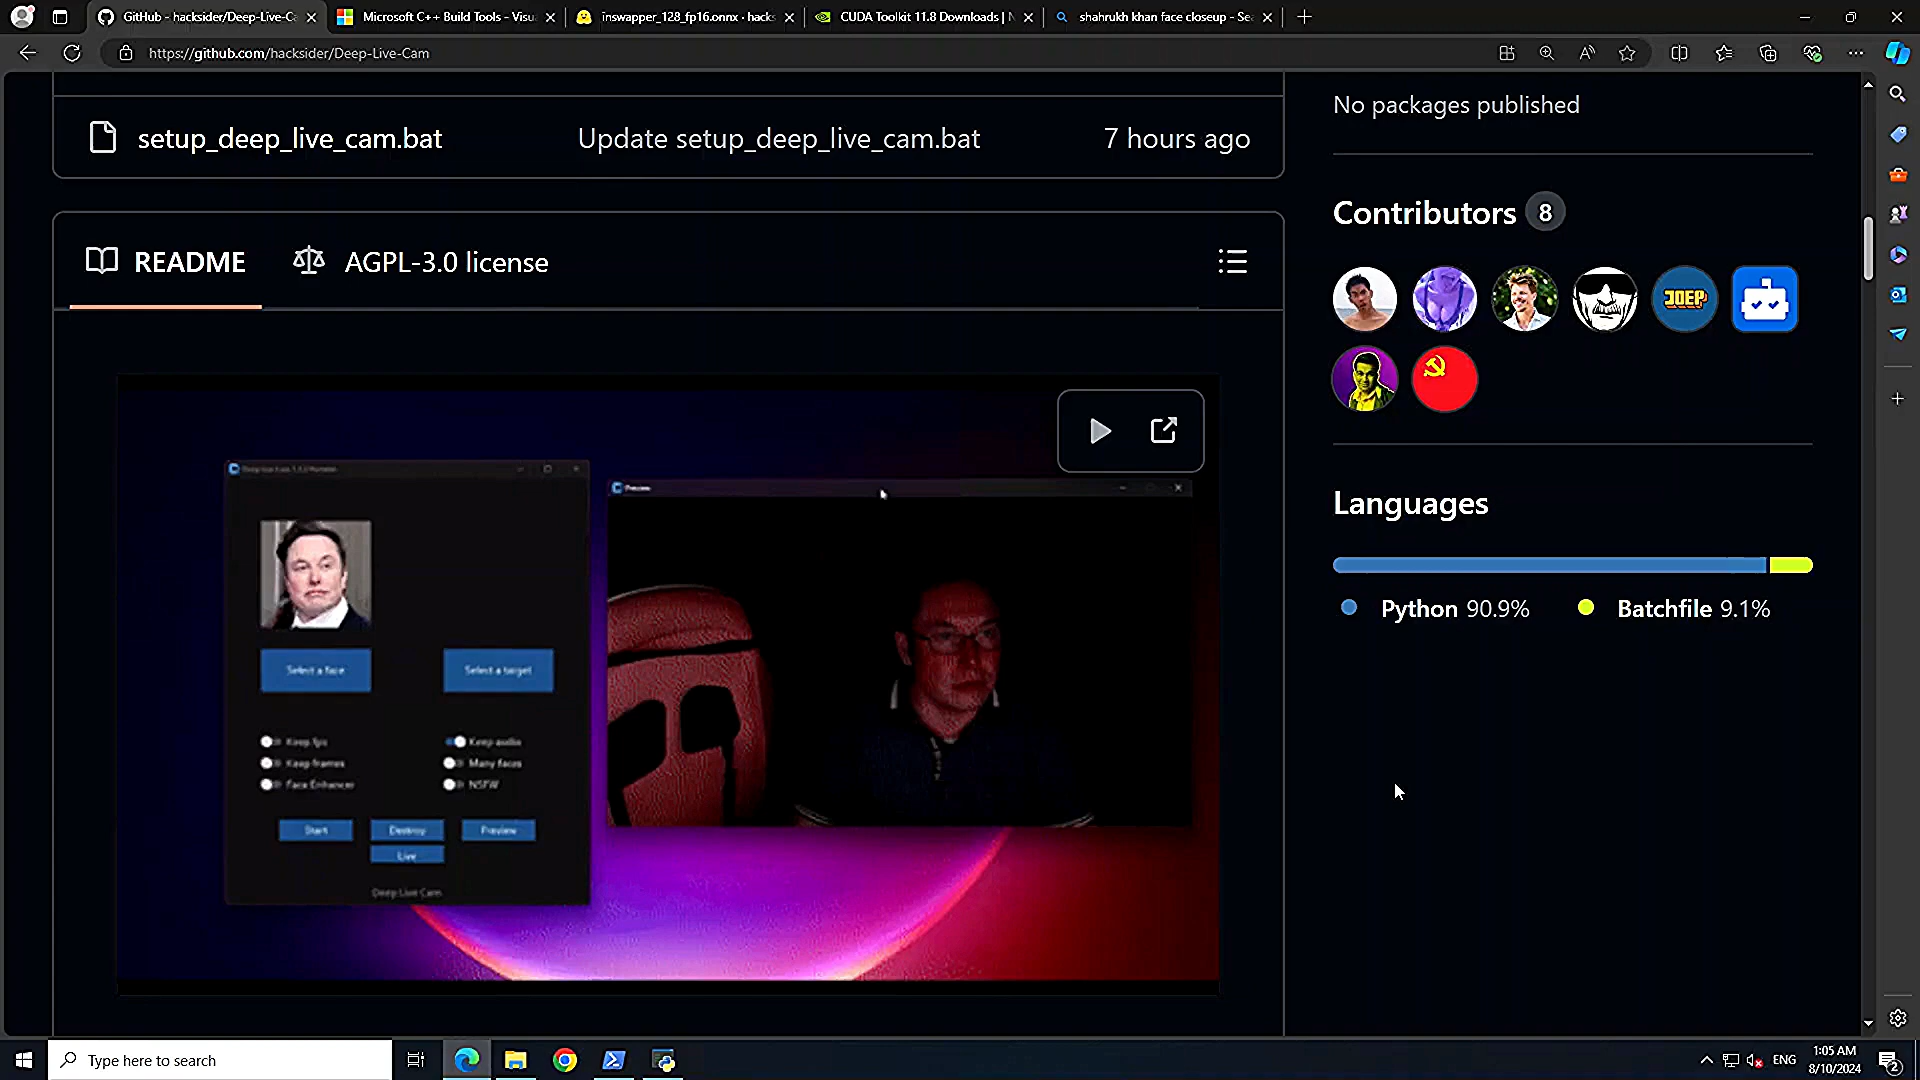 GitHub - hacksider/Deep-Live-Ca
Microsoft C++ Build Tools - Visu
inswapper_128_fp16.onnx · hacks
CUDA Toolkit 11.8 Downloads | N
shahrukh khan face closeup - Sea
https://github.com/hacksider/Deep-Live-Cam
setup_deep_live_cam.bat
Update setup_deep_live_cam.bat
7 hours ago
No packages published
Contributors 8
README
AGPL-3.0 license
JOEP
Preview
Select a face
Select a target
Keep fps
Keep audio
Keep frames
Many faces
Face Enhancer
NSFW
Start
Destroy
Preview
Live
Deep Live Cam
Languages
Python 90.9%
Batchfile 9.1%
Type here to search
ENG
1:05 AM
8/10/2024
2